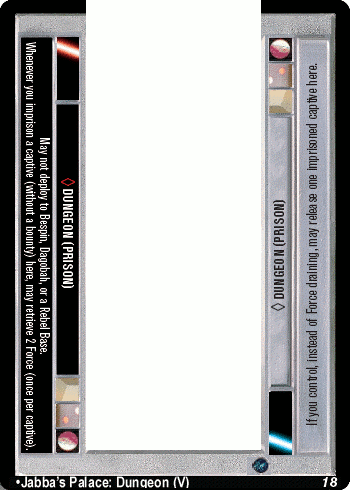 ◇ DUNGEON (PRISON)
May not deploy to Bespin, Dagobah, or a Rebel Base.
Whenever you imprison a captive (without a bounty) here, may retrieve 2 Force (once per captive).
◇ DUNGEON (PRISON)
If you control, instead of Force draining, may release one imprisoned captive here.
•Jabba's Palace: Dungeon (V) 18